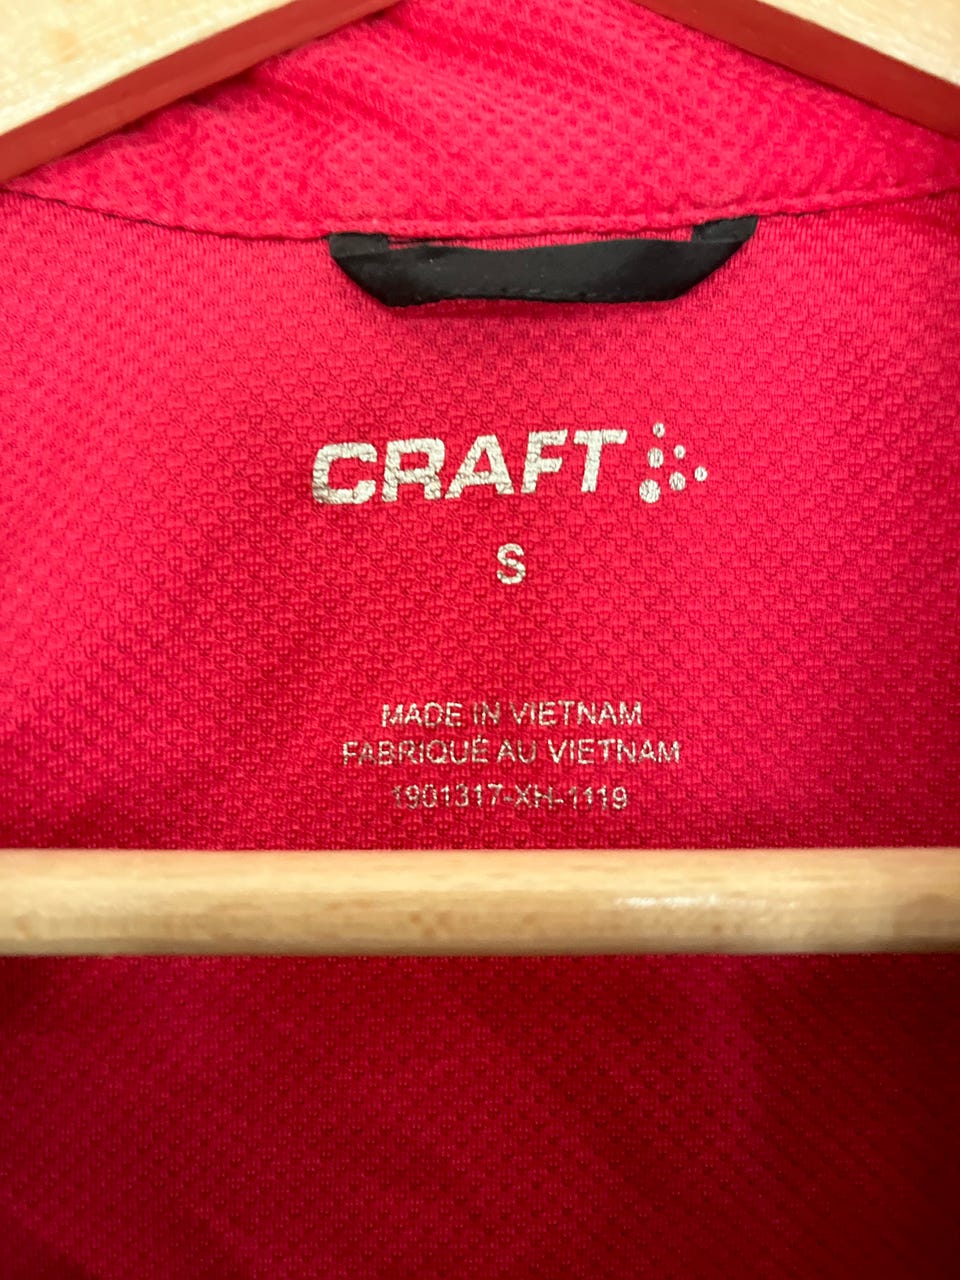 CRAFT
S
MADE IN VIETNAM
FABRIQUÉ AU VIETNAM
1901317-XH-1119